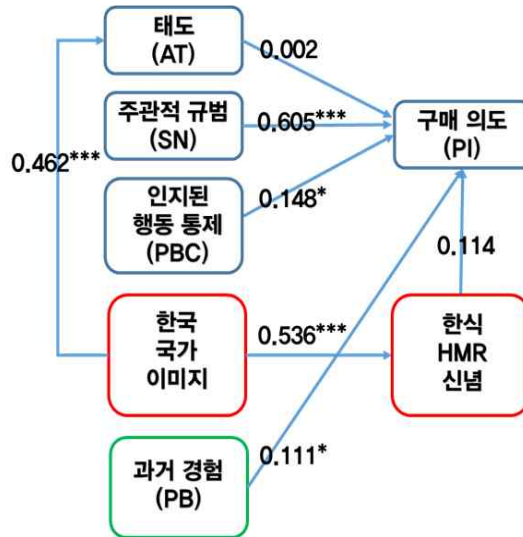 태도
(AT)
0.002
주관적 규범
(SN)
0.605***
구매 의도
(PI)
0.462***
인지된
행동 통제
(PBC)
0.148*
0.114
한국
국가
이미지
0.536***
한식
HMR
신념
0.111*
과거 경험
(PB)